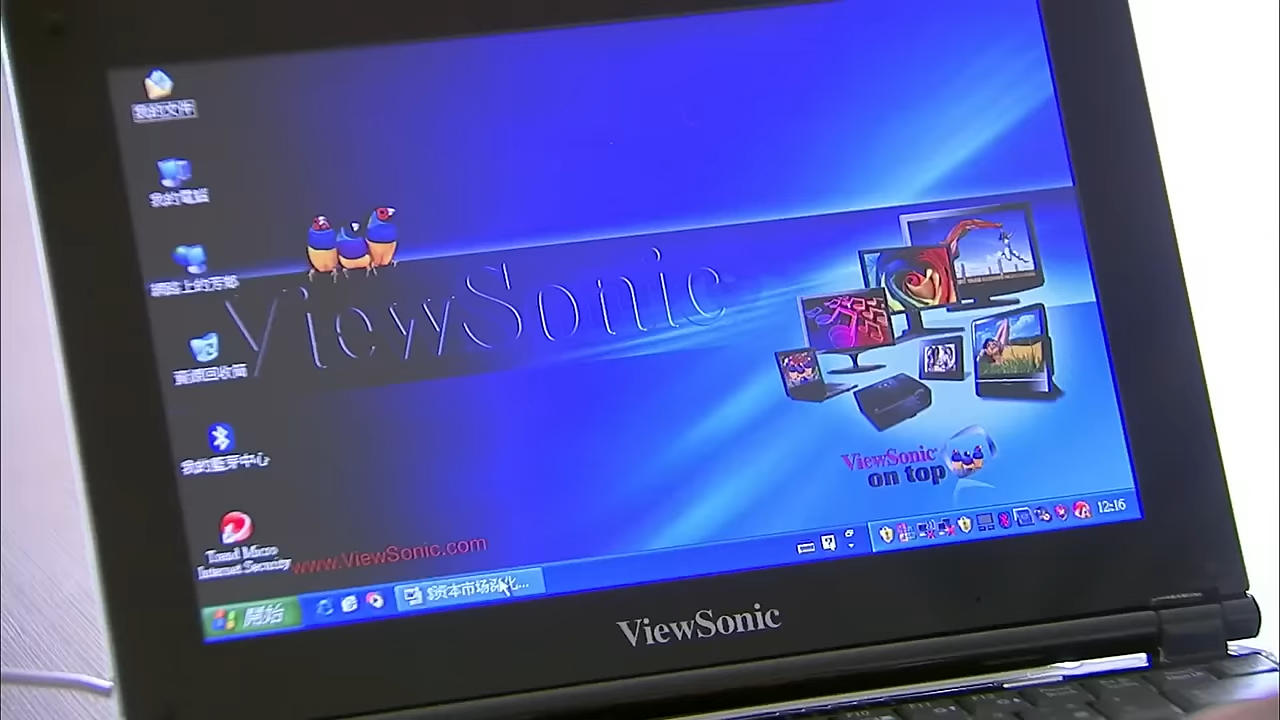 我的文件
我的電腦
網路上的芳鄰
資源回收筒
我的藍芽中心
Trend Micro
Internet Security
ViewSonic
ViewSonic
on top
www.ViewSonic.com
開始
资本市场
12:16
ViewSonic